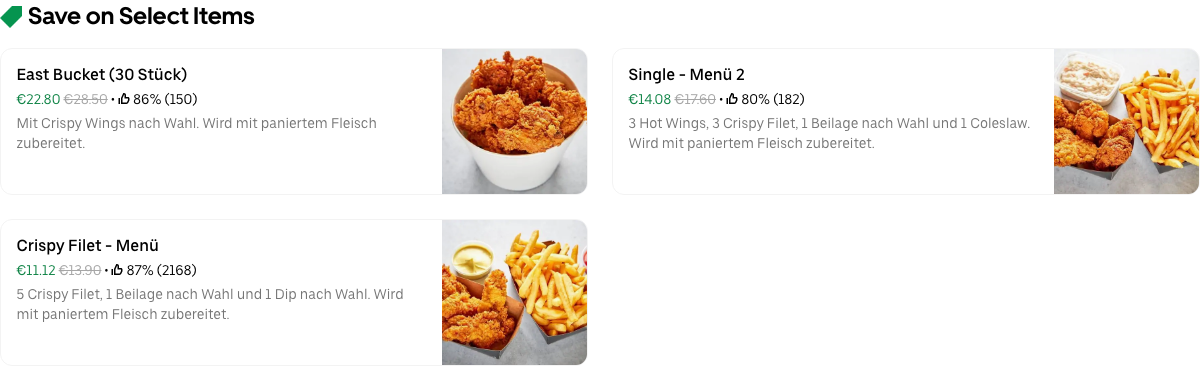 Save on Select Items
East Bucket (30 Stück)
€22.80 €28.50 • 86% (150)
Mit Crispy Wings nach Wahl. Wird mit paniertem Fleisch
zubereitet.
Single - Menü 2
€14.08 €17.60 • 80% (182)
3 Hot Wings, 3 Crispy Filet, 1 Beilage nach Wahl und 1 Coleslaw.
Wird mit paniertem Fleisch zubereitet.
Crispy Filet - Menü
€11.12 €13.90 • 87% (2168)
5 Crispy Filet, 1 Beilage nach Wahl und 1 Dip nach Wahl. Wird
mit paniertem Fleisch zubereitet.